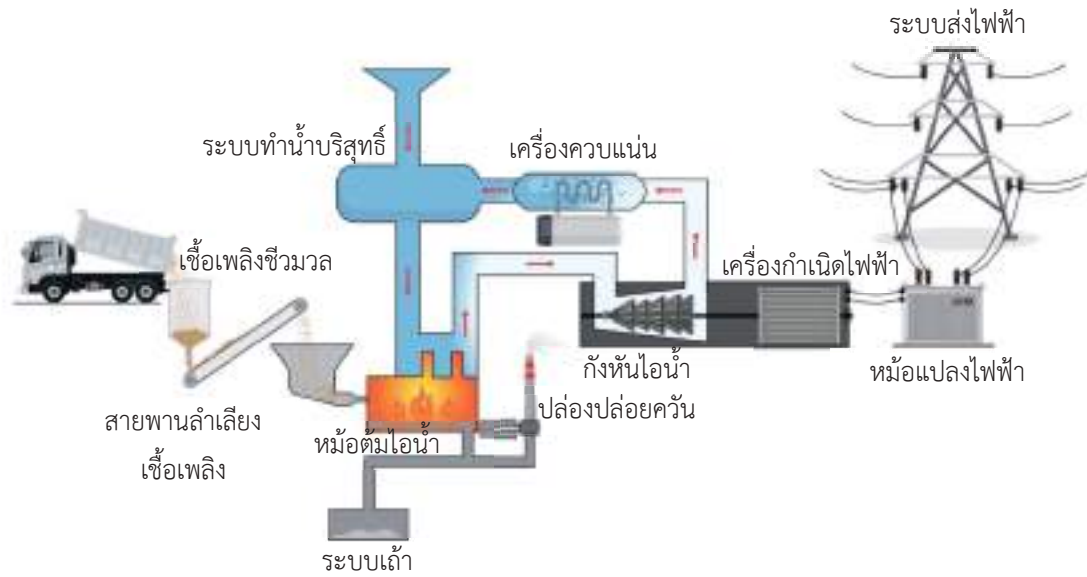 ระบบส่งไฟฟ้า
ระบบทำน้ำบริสุทธิ์
เครื่องควบแน่น
เชื้อเพลิงชีวมวล
เครื่องกำเนิดไฟฟ้า
กังหันไอน้ำ
หม้อแปลงไฟฟ้า
ปล่องปล่อยควัน
สายพานลำเลียง
เชื้อเพลิง
หม้อต้มไอน้ำ
ระบบเถ้า